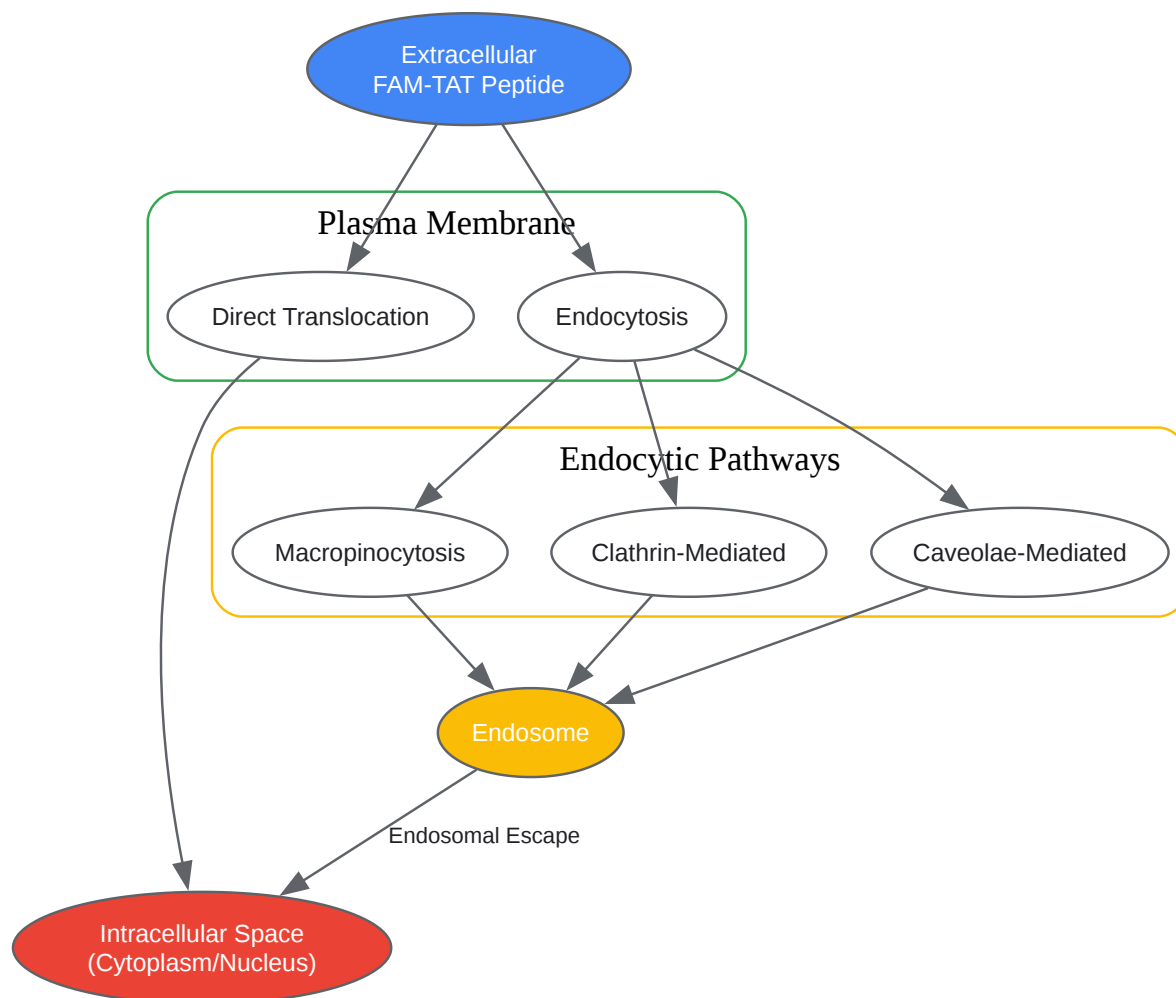 Extracellular
FAM-TAT Peptide
Plasma Membrane
Direct Translocation
Endocytosis
Endocytic Pathways
Macropinocytosis
Clathrin-Mediated
Caveolae-Mediated
Endosome
Endosomal Escape
Intracellular Space
(Cytoplasm/Nucleus)